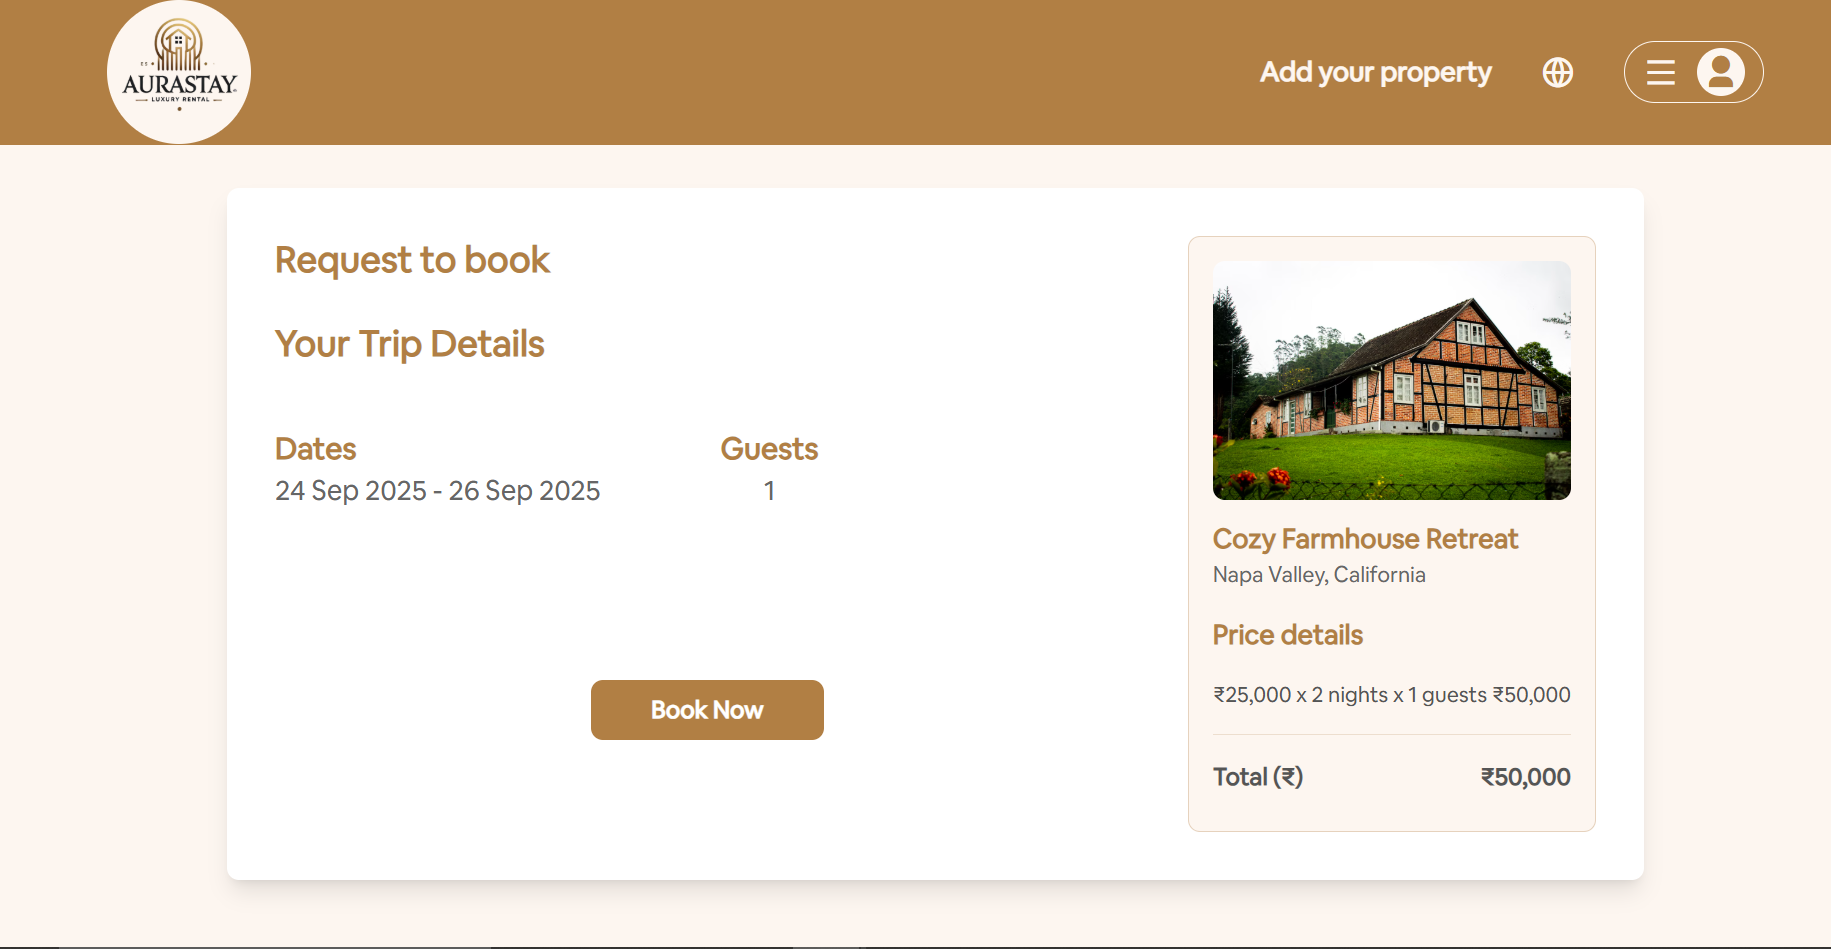 AURASTAY
LUXURY RENTAL
Add your property
Request to book
Your Trip Details
Dates
Guests
24 Sep 2025 - 26 Sep 2025
1
Book Now
Cozy Farmhouse Retreat
Napa Valley, California
Price details
₹25,000 x 2 nights x 1 guests ₹50,000
Total (₹) ₹50,000